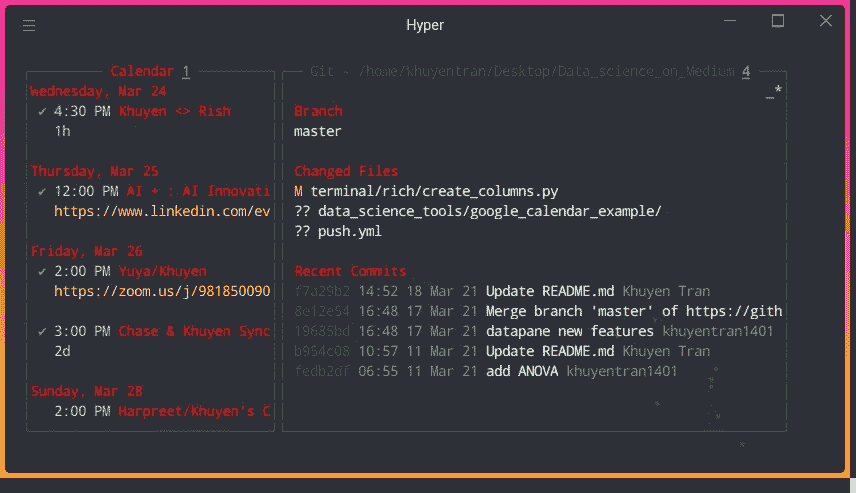 Hyper
Calendar 1
Wednesday, Mar 24
✔ 4:30 PM Khuyen <> Rish
1h
Thursday, Mar 25
✔ 12:00 PM AI + : AI Innovati
https://www.linkedin.com/ev
Friday, Mar 26
✔ 2:00 PM Yuya/Khuyen
https://zoom.us/j/981850090
✔ 3:00 PM Chase & Khuyen Sync
2d
Sunday, Mar 28
2:00 PM Harpreet/Khuyen's C
Git - /home/khuyentran/Desktop/Data_science_on_Medium 4
_*
Branch
master
Changed Files
M terminal/rich/create_columns.py
?? data_science_tools/google_calendar_example/
?? push.yml
Recent Commits
f7a29b2 14:52 18 Mar 21 Update README.md Khuyen Tran
8e12e54 16:48 17 Mar 21 Merge branch 'master' of https://gith
19685bd 16:48 17 Mar 21 datapane new features khuyentran1401
b954c08 10:57 11 Mar 21 Update README.md Khuyen Tran
fedb2df 06:55 11 Mar 21 add ANOVA khuyentran1401